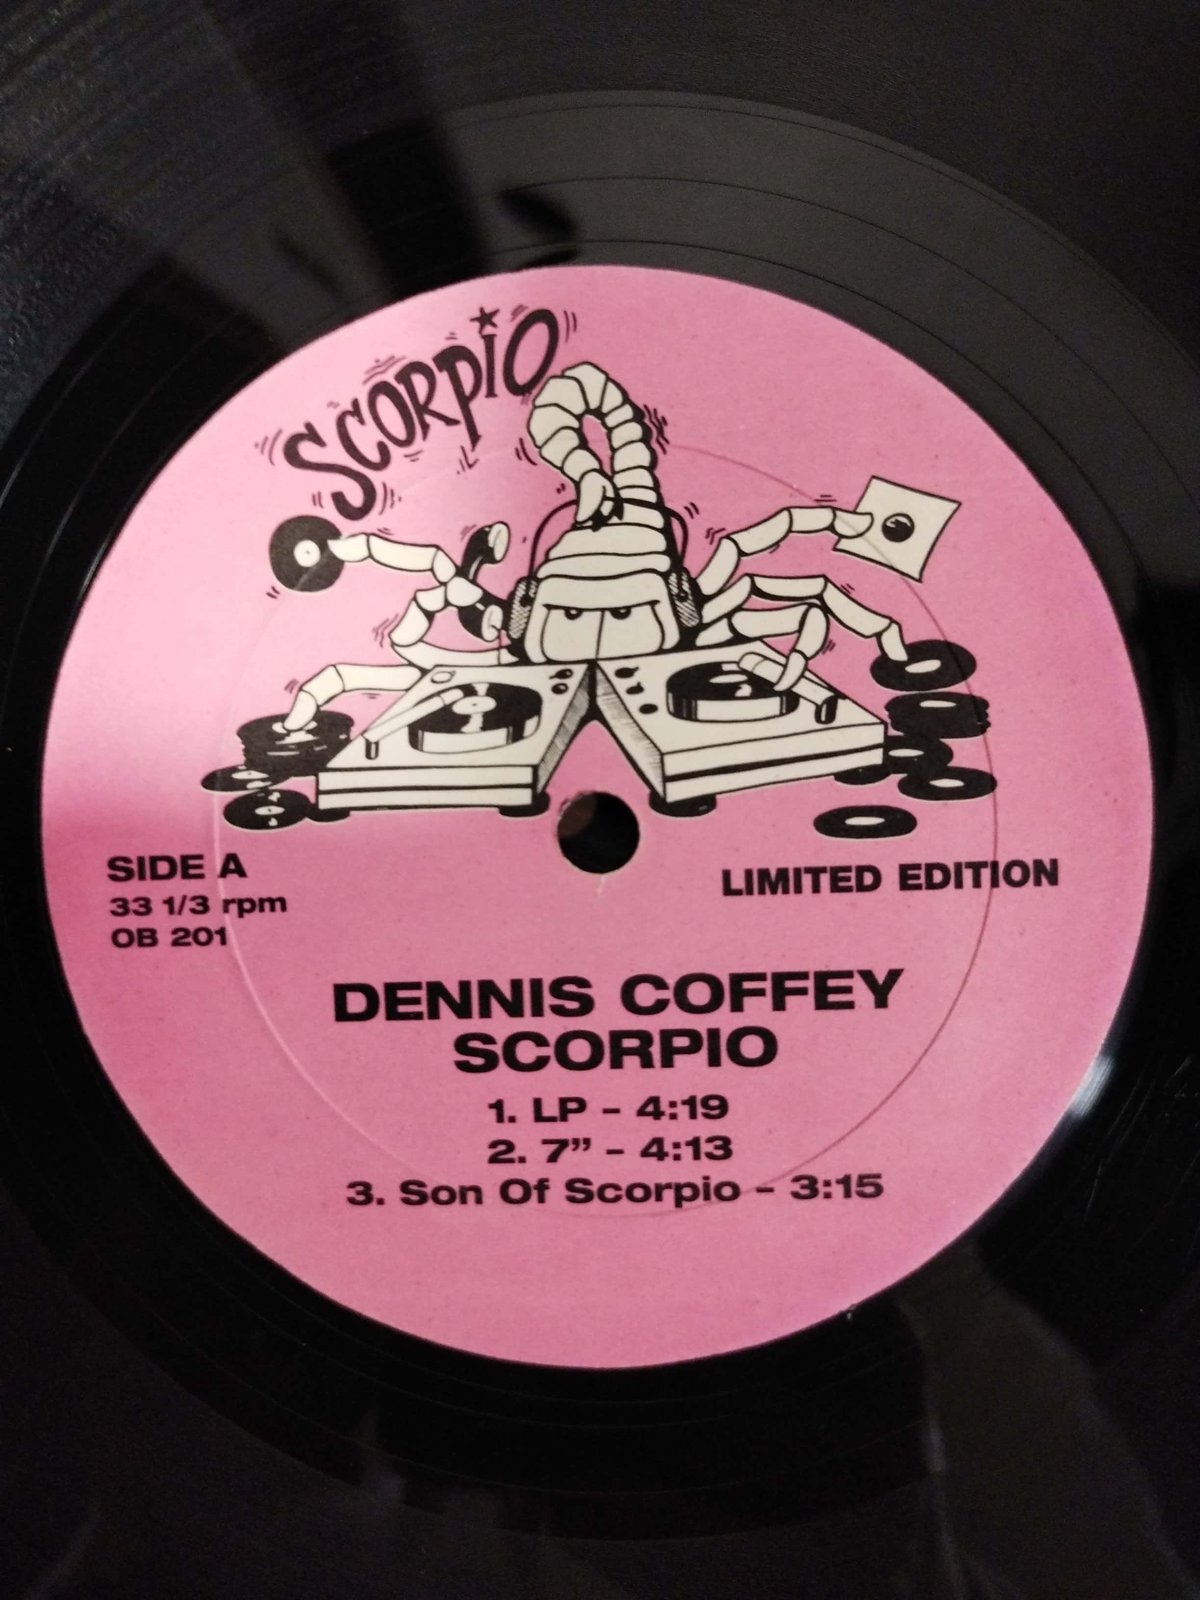 SCORPIO
SIDE A
33 1/3 rpm
OB 201
LIMITED EDITION
DENNIS COFFEY
SCORPIO
1. LP - 4:19
2. 7” - 4:13
3. Son Of Scorpio - 3:15